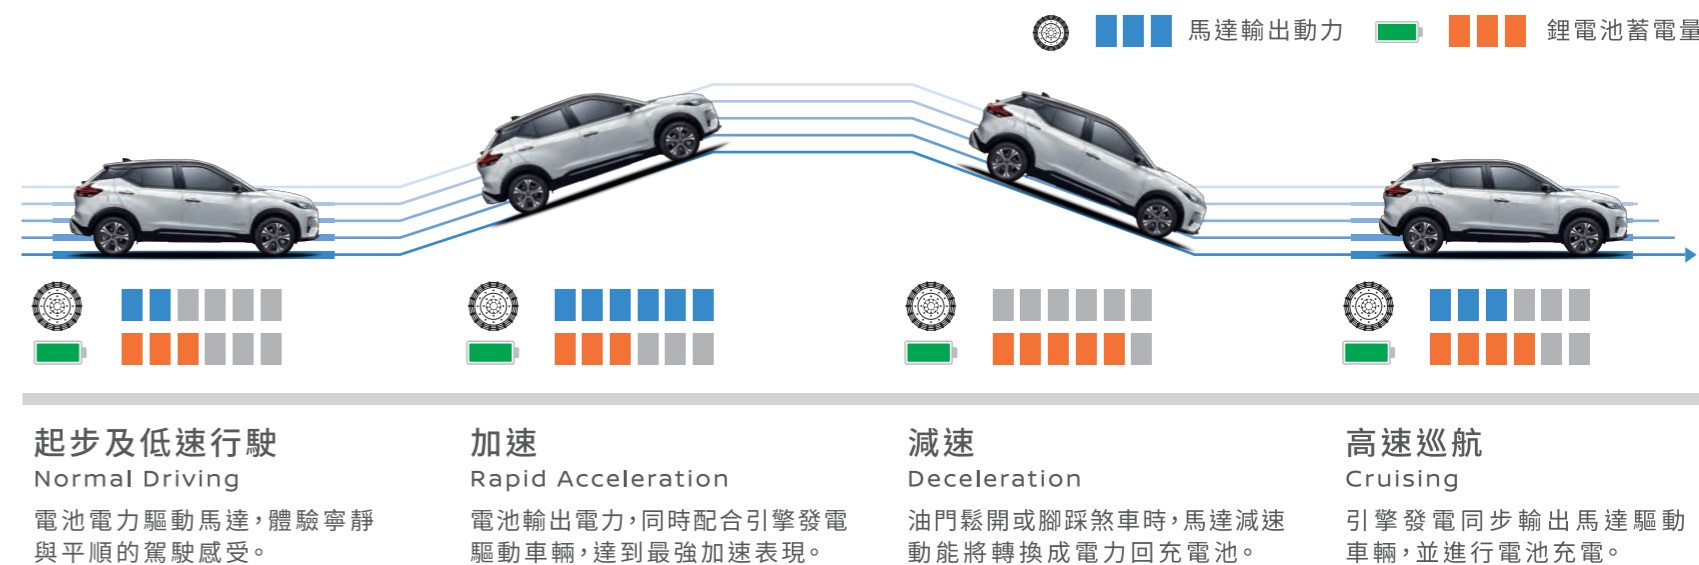 馬達輸出動力
鋰電池蓄電量
起步及低速行駛
Normal Driving
電池電力驅動馬達，體驗寧靜
與平順的駕駛感受。
加速
Rapid Acceleration
電池輸出電力，同時配合引擎發電
驅動車輛，達到最強加速表現。
減速
Deceleration
油門鬆開或腳踩煞車時，馬達減速
動能將轉換成電力回充電池。
高速巡航
Cruising
引擎發電同步輸出馬達驅動
車輛，並進行電池充電。